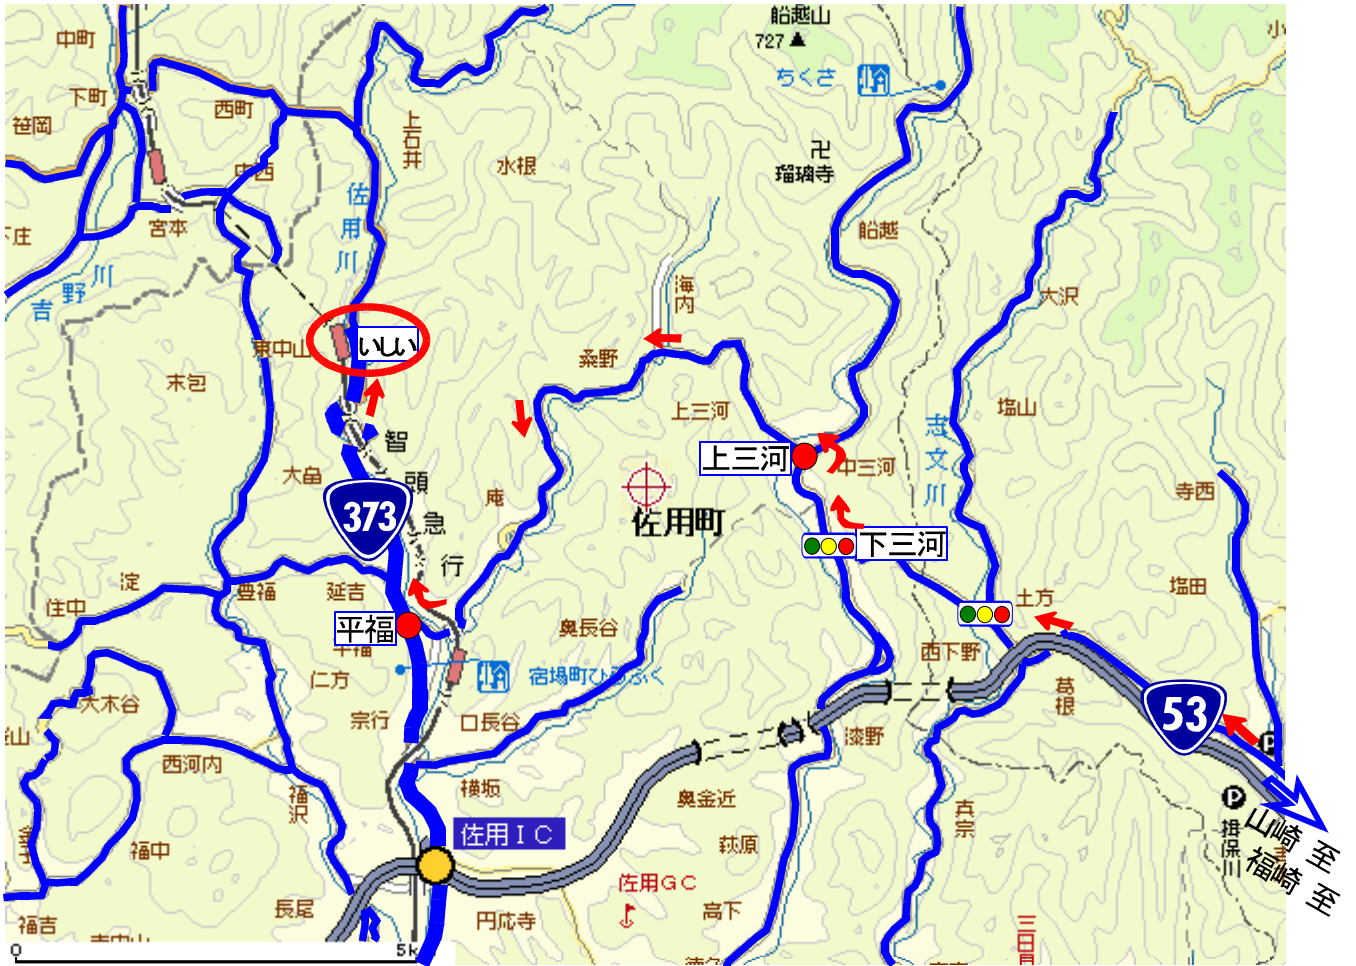 船越山
727
中町
小
ちくさ
下町
西町
上石井
笹岡
卍
水根
瑠璃寺
中西
佐用川
宮本
船越
庄
吉野川
海内
大沢
いしい
東中山
桑野
末包
上三河
塩山
志文川
智頭急行
上三河
中三河
大畠
寺西
庵
373
佐用町
下三河
淀
豊福
延吉
塩田
住中
土方
平福
奥長谷
西下野
仁方
宿場町ひらふく
葛根
大木谷
宗行
口長谷
53
漆野
西河内
横坂
福沢
奥金近
P
P
真宗
山崎 至
福崎 至
揖保川
佐用IC
福中
萩原
佐用GC
長尾
高下
福吉
円応寺
三日月
0
5k